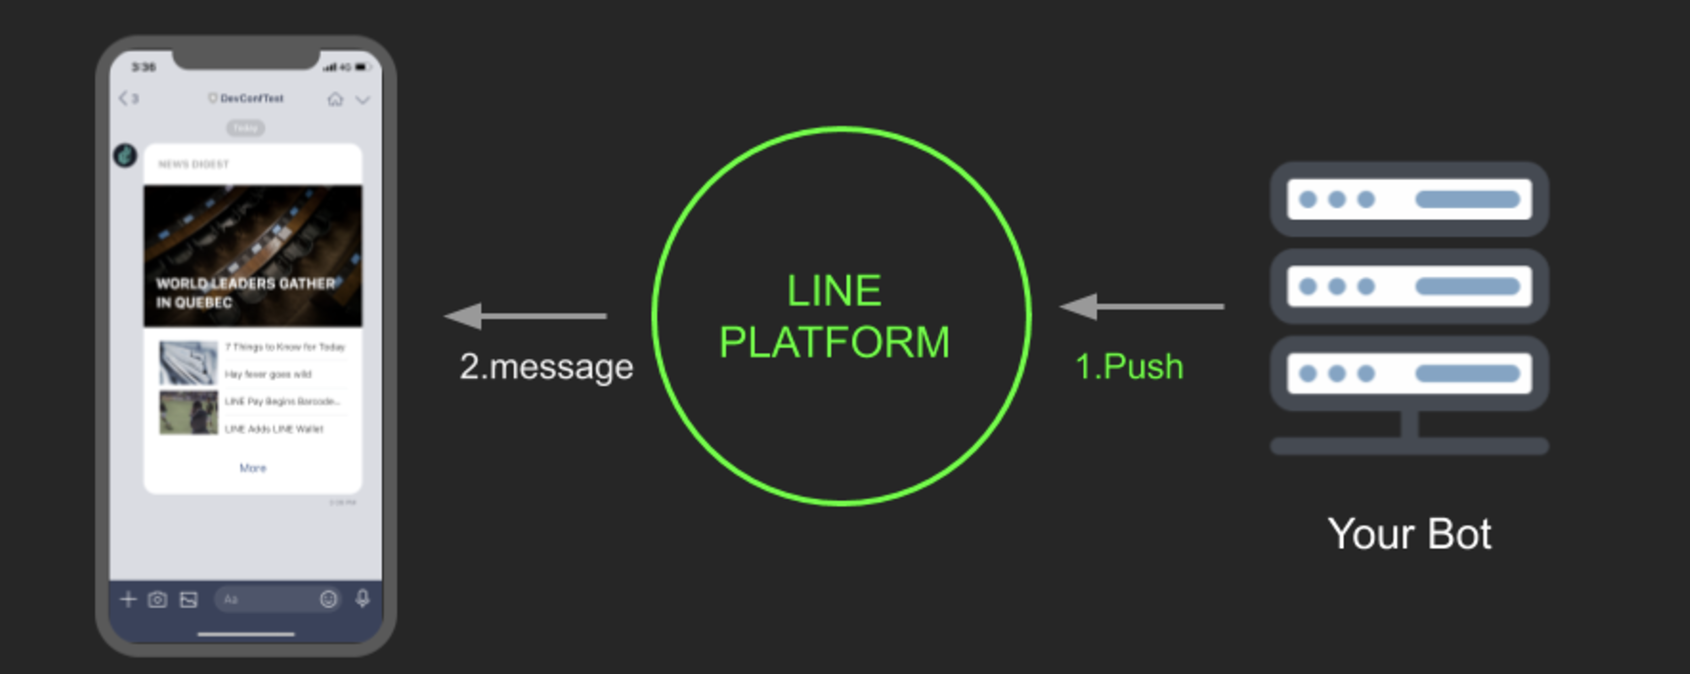 3:36
4G
3
DevConfTest
Today
NEWS DIGEST
WORLD LEADERS GATHER
IN QUEBEC
7 Things to Know for Today
Hay fever goes wild
LINE Pay Begins Barcode...
LINE Adds LINE Wallet
More
Aa
2.message
LINE
PLATFORM
1.Push
Your Bot